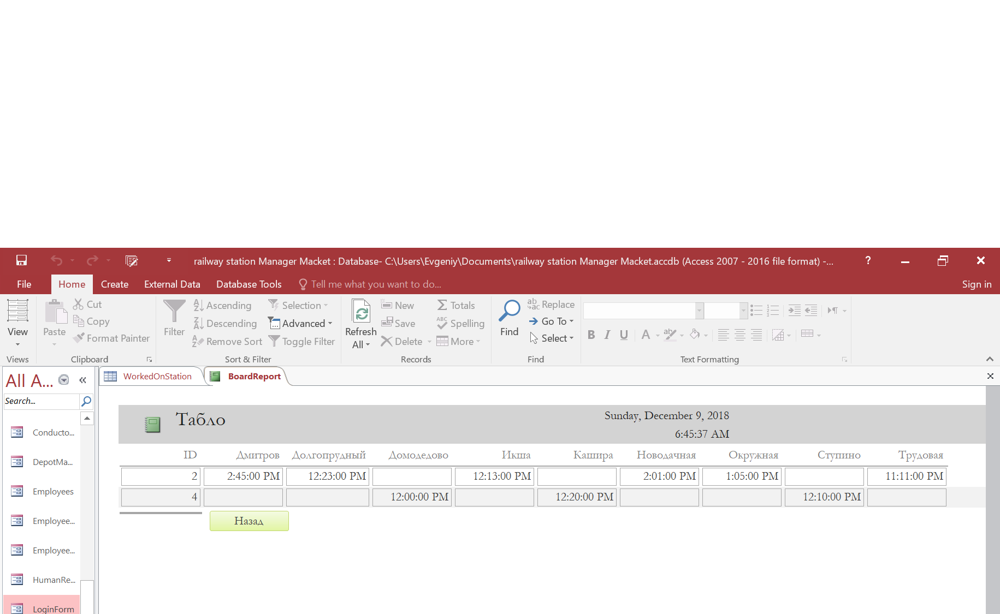 railway station Manager Macket : Database- C:\Users\Evgeniy\Documents\railway station Manager Macket.accdb (Access 2007 - 2016 file format) -... ?
File Home Create External Data Database Tools Tell me what you want to do... Sign in
View
Views
Paste
Cut
Copy
Format Painter
Clipboard
Filter
Ascending
Descending
Remove Sort
Selection
Advanced
Toggle Filter
Sort & Filter
Refresh
All
New
Save
Delete
Totals
Spelling
More
Records
Find
Replace
Go To
Select
Find
B I U A
Text Formatting
All A...
Search...
Conducto...
DepotMa...
Employees
Employee...
Employee...
HumanRe...
LoginForm
WorkedOnStation BoardReport
Табло
Sunday, December 9, 2018
6:45:37 AM
ID Дмитров Долгопрудный Домодедово Икша Кашира Новодачная Окружная Ступино Трудовая
2 2:45:00 PM 12:23:00 PM 12:13:00 PM 2:01:00 PM 1:05:00 PM 11:11:00 PM
4 12:00:00 PM 12:20:00 PM 12:10:00 PM
Назад